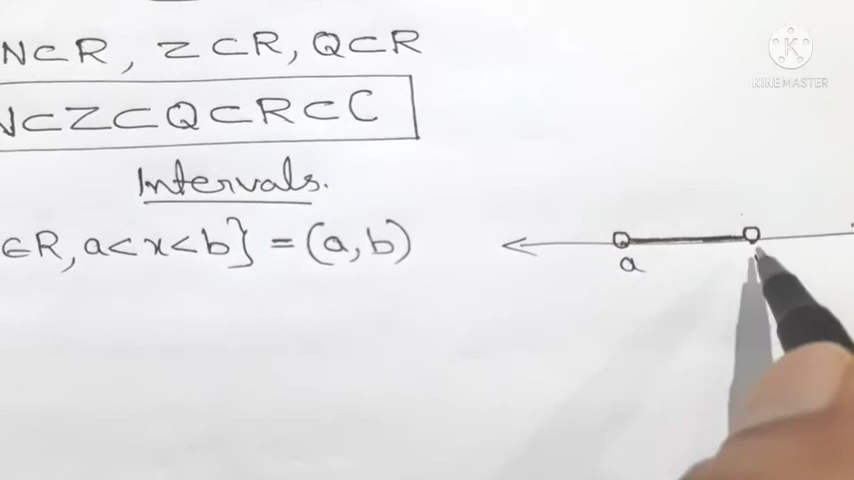 N⊂R, Z⊂R, Q⊂R
N⊂Z⊂Q⊂R⊂C
Intervals.
∈R, a<x<b} = (a, b)
a
KINEMASTER